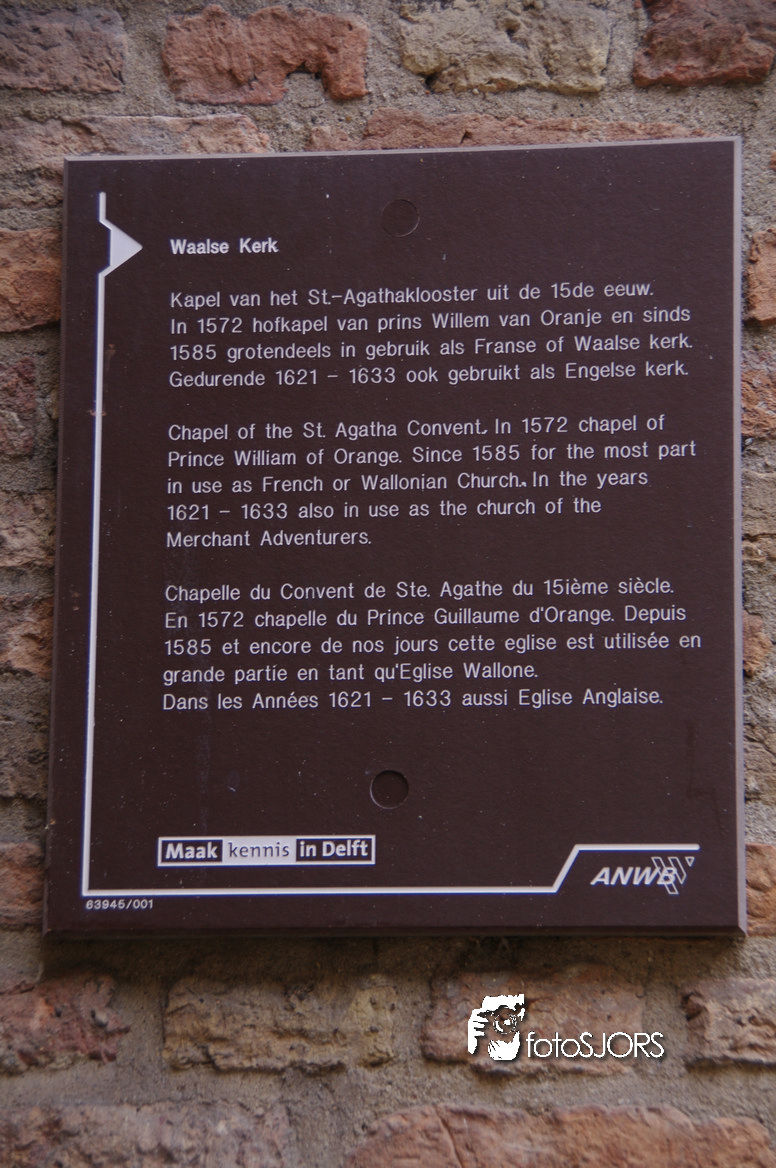 Waalse Kerk
Kapel van het St.-Agathaklooster uit de 15de eeuw.
In 1572 hofkapel van prins Willem van Oranje en sinds
1585 grotendeels in gebruik als Franse of Waalse kerk.
Gedurende 1621 - 1633 ook gebruikt als Engelse kerk.
Chapel of the St. Agatha Convent. In 1572 chapel of
Prince William of Orange. Since 1585 for the most part
in use as French or Wallonian Church. In the years
1621 - 1633 also in use as the church of the
Merchant Adventurers.
Chapelle du Convent de Ste. Agathe du 15ième siècle.
En 1572 chapelle du Prince Guillaume d'Orange. Depuis
1585 et encore de nos jours cette eglise est utilisée en
grande partie en tant qu'Eglise Wallone.
Dans les Années 1621 - 1633 aussi Eglise Anglaise.
Maak kennis in Delft
ANWB
63945/001
fotoSJORS